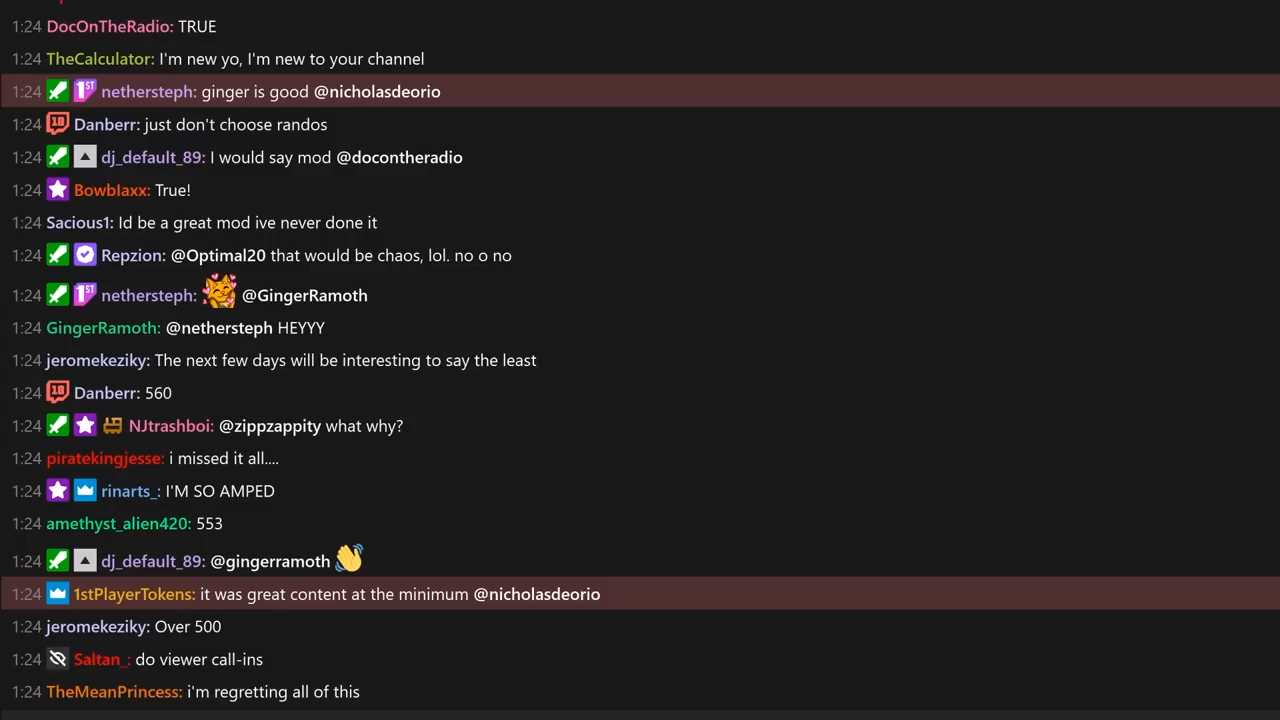 1:24 DocOnTheRadio: TRUE
1:24 TheCalculator: I'm new yo, I'm new to your channel
1:24 1ST nethersteph: ginger is good @nicholasdeorio
1:24 18 Danberr: just don't choose randos
1:24 dj_default_89: I would say mod @docontheradio
1:24 Bowblaxx: True!
1:24 Sacious1: Id be a great mod ive never done it
1:24 Repzion: @Optimal20 that would be chaos, lol. no o no
1:24 1ST nethersteph: @GingerRamoth
1:24 GingerRamoth: @nethersteph HEYYY
1:24 jeromekeziky: The next few days will be interesting to say the least
1:24 18 Danberr: 560
1:24 NJtrashboi: @zippzappity what why?
1:24 piratekingjesse: i missed it all....
1:24 rinarts_: I'M SO AMPED
1:24 amethyst_alien420: 553
1:24 dj_default_89: @gingerramoth
1:24 1stPlayerTokens: it was great content at the minimum @nicholasdeorio
1:24 jeromekeziky: Over 500
1:24 Saltan_: do viewer call-ins
1:24 TheMeanPrincess: i'm regretting all of this